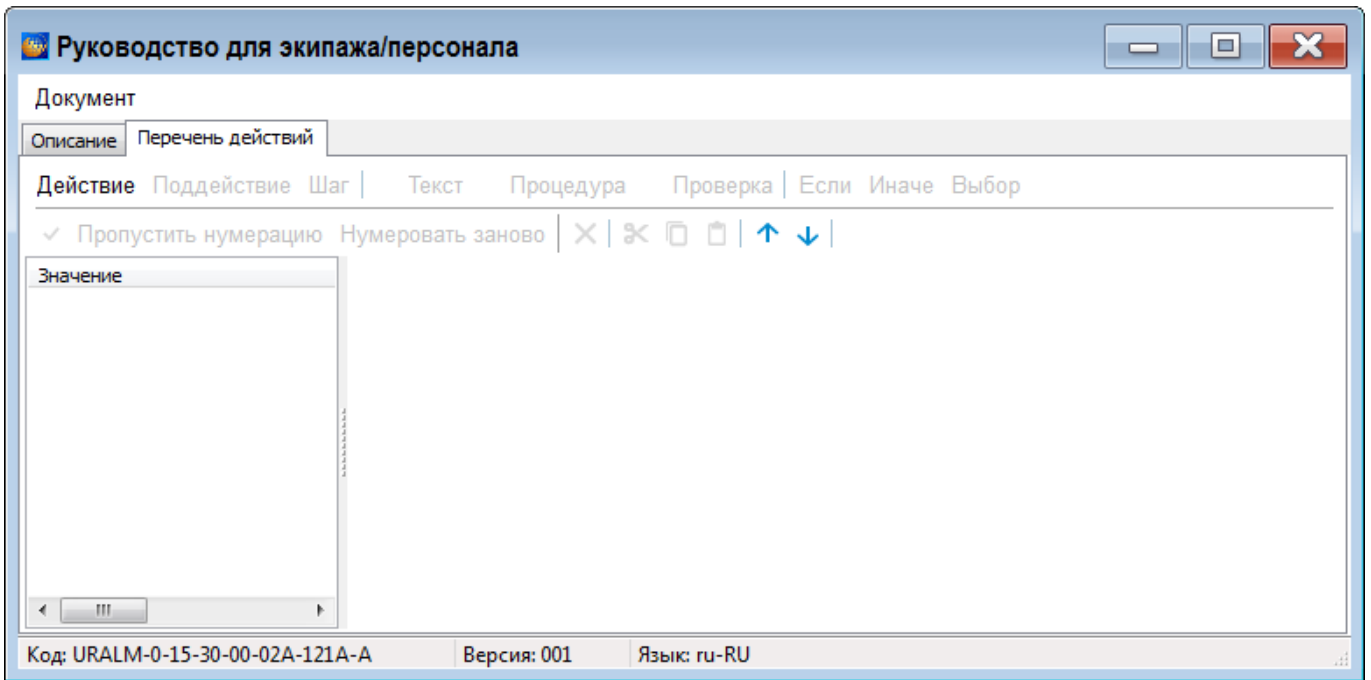 Руководство для экипажа/персонала
Документ
Описание Перечень действий
Действие Поддействие Шаг Текст Процедура Проверка Если Иначе Выбор
Пропустить нумерацию Нумеровать заново
Значение
Код: URALM-0-15-30-00-02A-121A-A Версия: 001 Язык: ru-RU